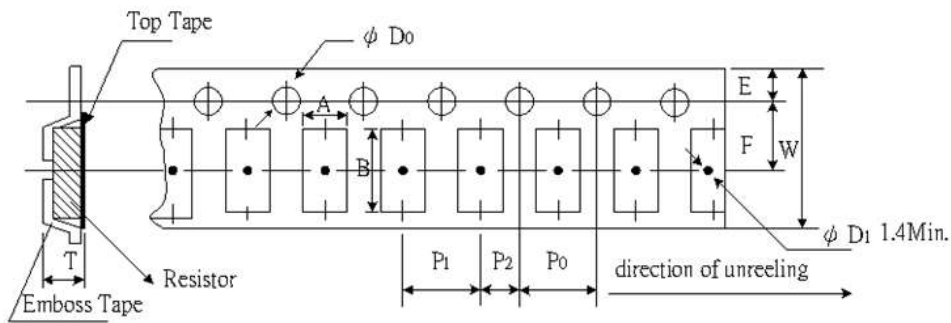 Top Tape
ϕ D0
A
E
F
W
B
T
P1
P2
P0
ϕ D1 1.4Min.
direction of unreeling
Resistor
Emboss Tape